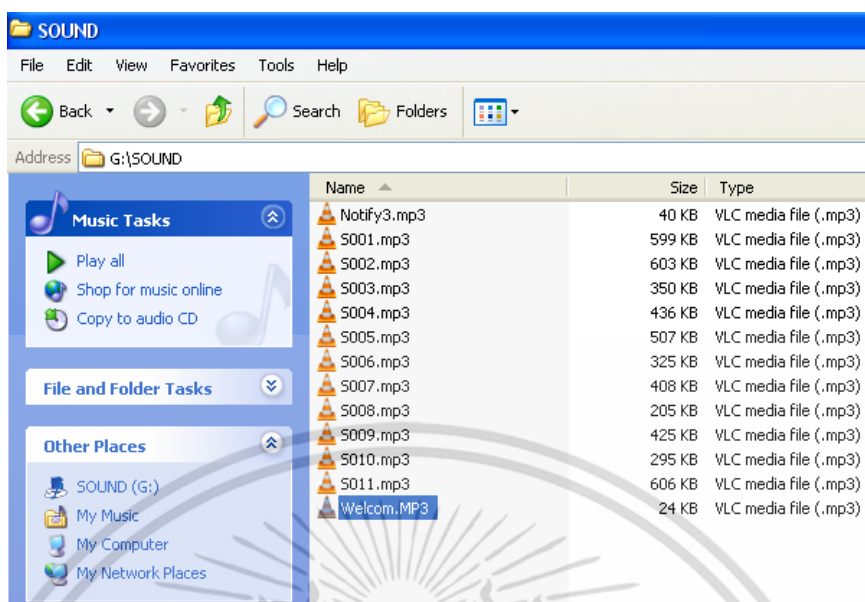 SOUND
File Edit View Favorites Tools Help
Back Search Folders
Address G:\SOUND
Name Size Type
Music Tasks
Play all
Shop for music online
Copy to audio CD
File and Folder Tasks
Other Places
SOUND (G:)
My Music
My Computer
My Network Places
Notify3.mp3 40 KB VLC media file (.mp3)
S001.mp3 599 KB VLC media file (.mp3)
S002.mp3 603 KB VLC media file (.mp3)
S003.mp3 350 KB VLC media file (.mp3)
S004.mp3 436 KB VLC media file (.mp3)
S005.mp3 507 KB VLC media file (.mp3)
S006.mp3 325 KB VLC media file (.mp3)
S007.mp3 408 KB VLC media file (.mp3)
S008.mp3 205 KB VLC media file (.mp3)
S009.mp3 425 KB VLC media file (.mp3)
S010.mp3 295 KB VLC media file (.mp3)
S011.mp3 606 KB VLC media file (.mp3)
Welcom.MP3 24 KB VLC media file (.mp3)